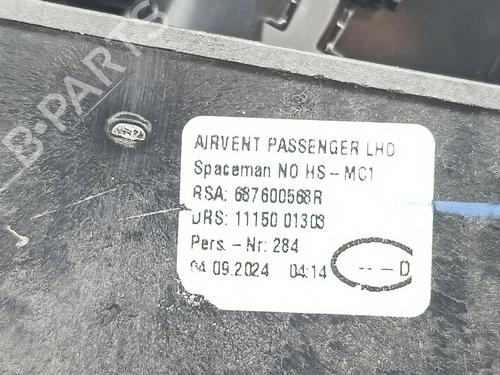 B-PARTS
AIRVENT PASSENGER LHD
Spaceman NO HS-MC1
RSA: 687600568R
DRS: 11150 01303
Pers.-Nr: 284
04.09.2024 04:14 -- - D